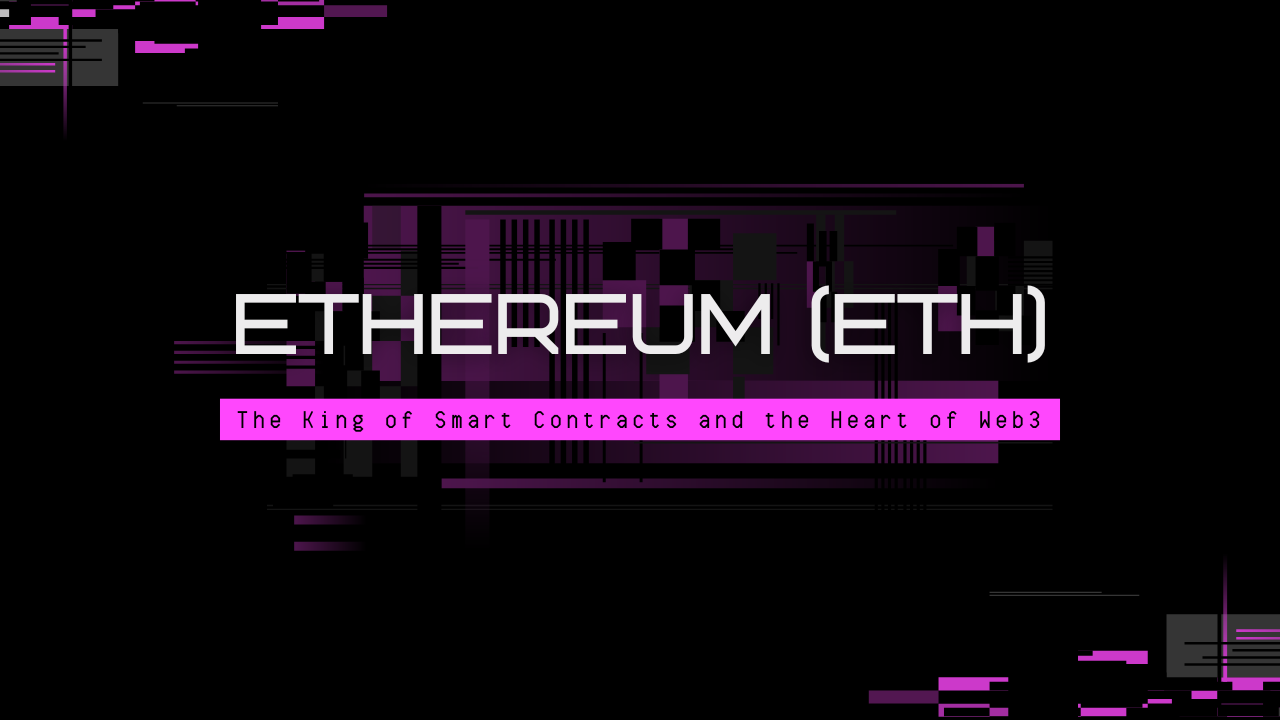 ETHEREUM (ETH)
The King of Smart Contracts and the Heart of Web3